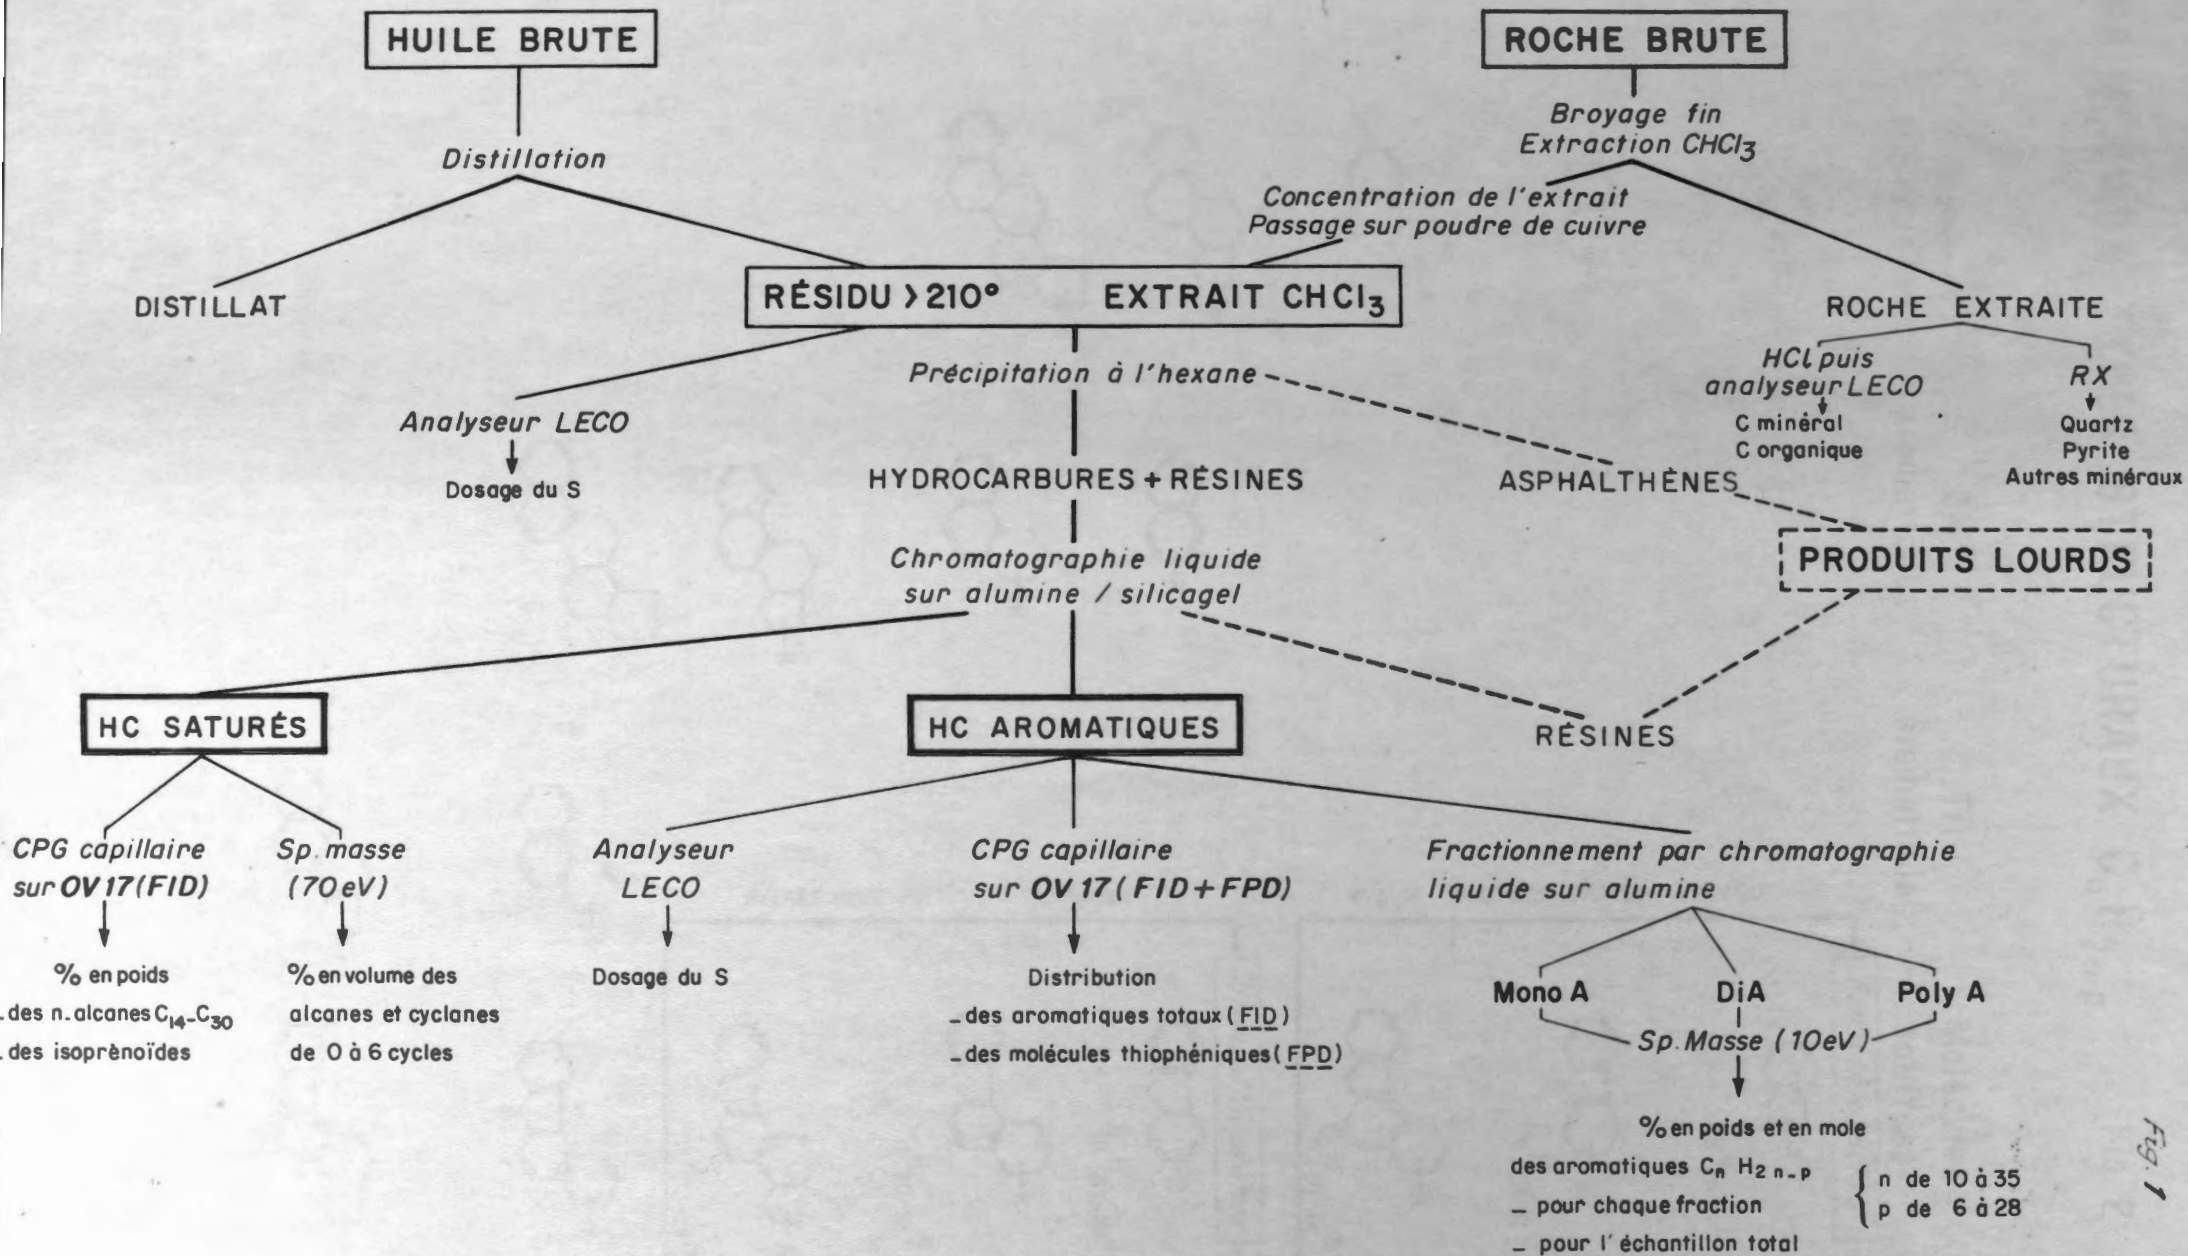 HUILE BRUTE
ROCHE BRUTE
Broyage fin
Extraction CHCl3
Distillation
Concentration de l'extrait
Passage sur poudre de cuivre
DISTILLAT
RÉSIDU > 210° EXTRAIT CHCl3
ROCHE EXTRAITE
HCl puis
analyseur LECO
C minéral
C organique
RX
Quartz
Pyrite
Autres minéraux
Précipitation à l'hexane
Analyseur LECO
Dosage du S
HYDROCARBURES + RÉSINES
ASPHALTHÈNES
PRODUITS LOURDS
Chromatographie liquide
sur alumine / silicagel
HC SATURÉS
HC AROMATIQUES
RÉSINES
CPG capillaire
sur OV 17 (FID)
% en poids
_ des n. alcanes C14-C30
_ des isoprènoïdes
Sp. masse
(70 eV)
% en volume des
alcanes et cyclanes
de 0 à 6 cycles
Analyseur
LECO
Dosage du S
CPG capillaire
sur OV 17 ( FID + FPD)
Distribution
_ des aromatiques totaux ( FID )
_ des molécules thiophéniques ( FPD )
Fractionnement par chromatographie
liquide sur alumine
Mono A DiA Poly A
Sp. Masse ( 10 eV )
% en poids et en mole
des aromatiques Cn H2n-p
_ pour chaque fraction
_ pour l'échantillon total
n de 10 à 35
p de 6 à 28
Fig. 1